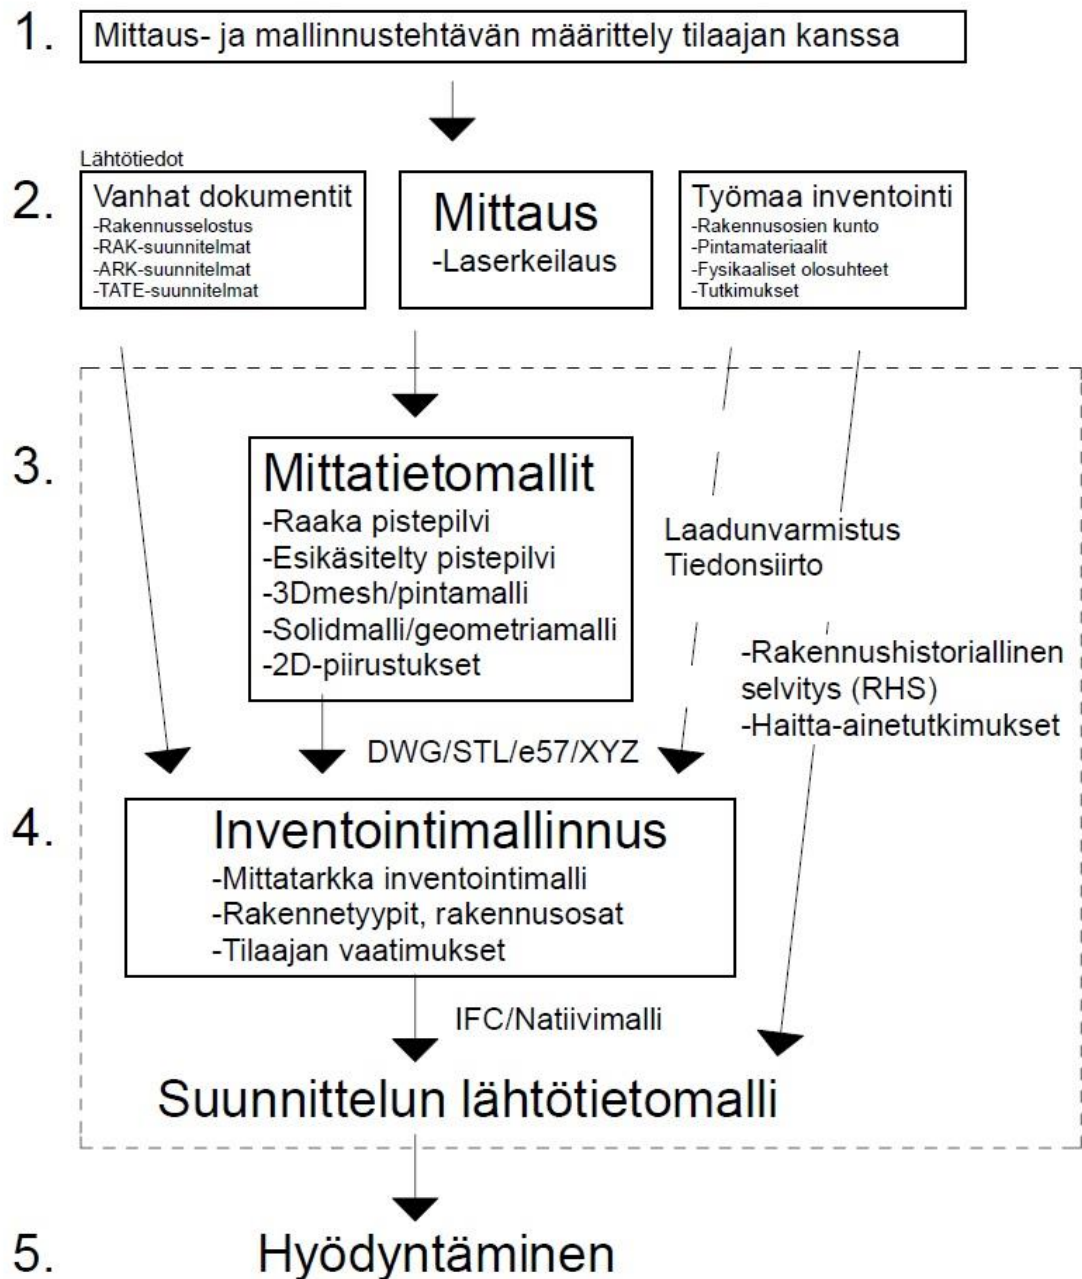 1. Mittaus- ja mallinnustehtävän määrittely tilaajan kanssa
Lähtötiedot
2.
Vanhat dokumentit
-Rakennusselostus
-RAK-suunnitelmat
-ARK-suunnitelmat
-TATE-suunnitelmat
Mittaus
-Laserkeilaus
Työmaa inventointi
-Rakennusosien kunto
-Pintamateriaalit
-Fysikaaliset olosuhteet
-Tutkimukset
3.
Mittatietomallit
-Raaka pistepilvi
-Esikäsitelty pistepilvi
-3Dmesh/pintamalli
-Solidmalli/geometriamalli
-2D-piirustukset
Laadunvarmistus
Tiedonsiirto
-Rakennushistoriallinen
selvitys (RHS)
-Haitta-ainetutkimukset
DWG/STL/e57/XYZ
4.
Inventointimallinnus
-Mittatarkka inventointimalli
-Rakennetyypit, rakennusosat
-Tilaajan vaatimukset
IFC/Natiivimalli
Suunnittelun lähtötietomalli
5. Hyödyntäminen